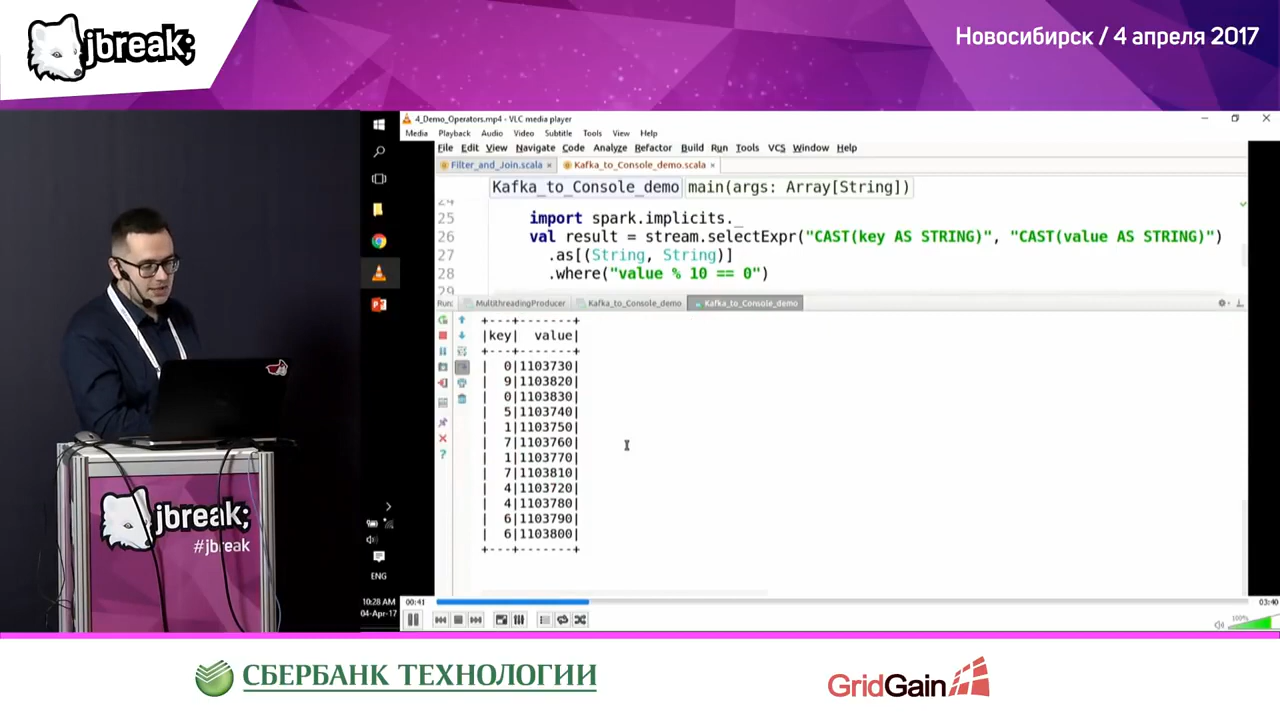 jbreak;
Новосибирск / 4 апреля 2017
4_Demo_Operators.mp4 - VLC media player
Media Playback Audio Video Subtitle Tools View Help
File Edit View Navigate Code Analyze Refactor Build Run Tools VCS Window Help
Filter_and_Join.scala × Kafka_to_Console_demo.scala ×
Kafka_to_Console_demo main(args: Array[String])
24
25 import spark.implicits._
26 val result = stream.selectExpr("CAST(key AS STRING)", "CAST(value AS STRING)")
27 .as[(String, String)]
28 .where("value % 10 == 0")
29
Run: MultithreadingProducer Kafka_to_Console_demo Kafka_to_Console_demo
+---+-------+
|key| value|
+---+-------+
| 0|1103730|
| 9|1103820|
| 0|1103830|
| 5|1103740|
| 1|1103750|
| 7|1103760|
| 1|1103770|
| 7|1103810|
| 4|1103720|
| 4|1103780|
| 6|1103790|
| 6|1103800|
+---+-------+
ENG
10:28 AM
04-Apr-17
00:41
03:40
100%
jbreak;
#jbreak
СБЕРБАНК ТЕХНОЛОГИИ
GridGain